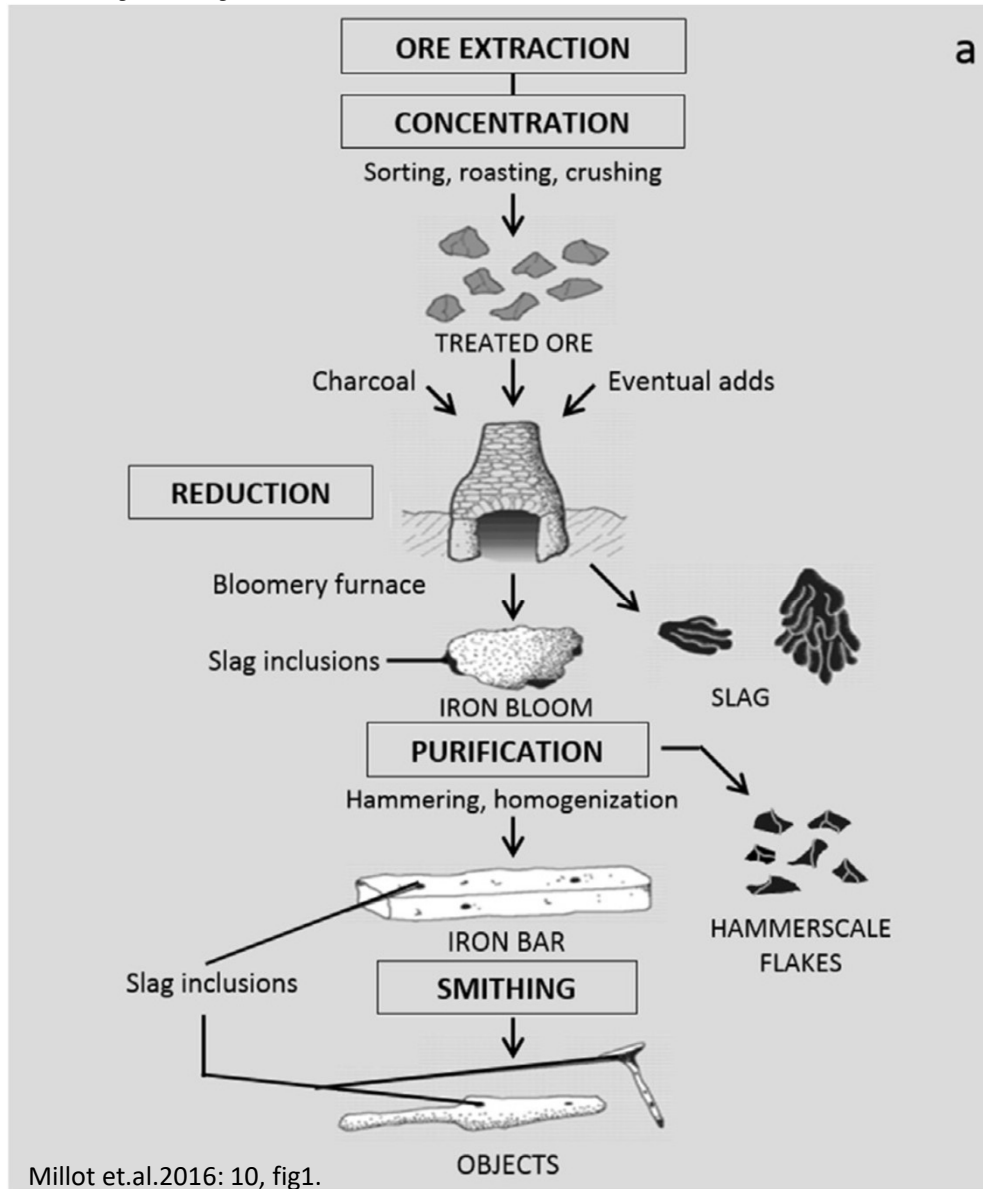 ORE EXTRACTION
a
CONCENTRATION
Sorting, roasting, crushing
TREATED ORE
Charcoal
Eventual adds
REDUCTION
Bloomery furnace
Slag inclusions
IRON BLOOM
SLAG
PURIFICATION
Hammering, homogenization
IRON BAR
HAMMERSCALE
FLAKES
Slag inclusions
SMITHING
OBJECTS
Millot et.al.2016: 10, fig1.